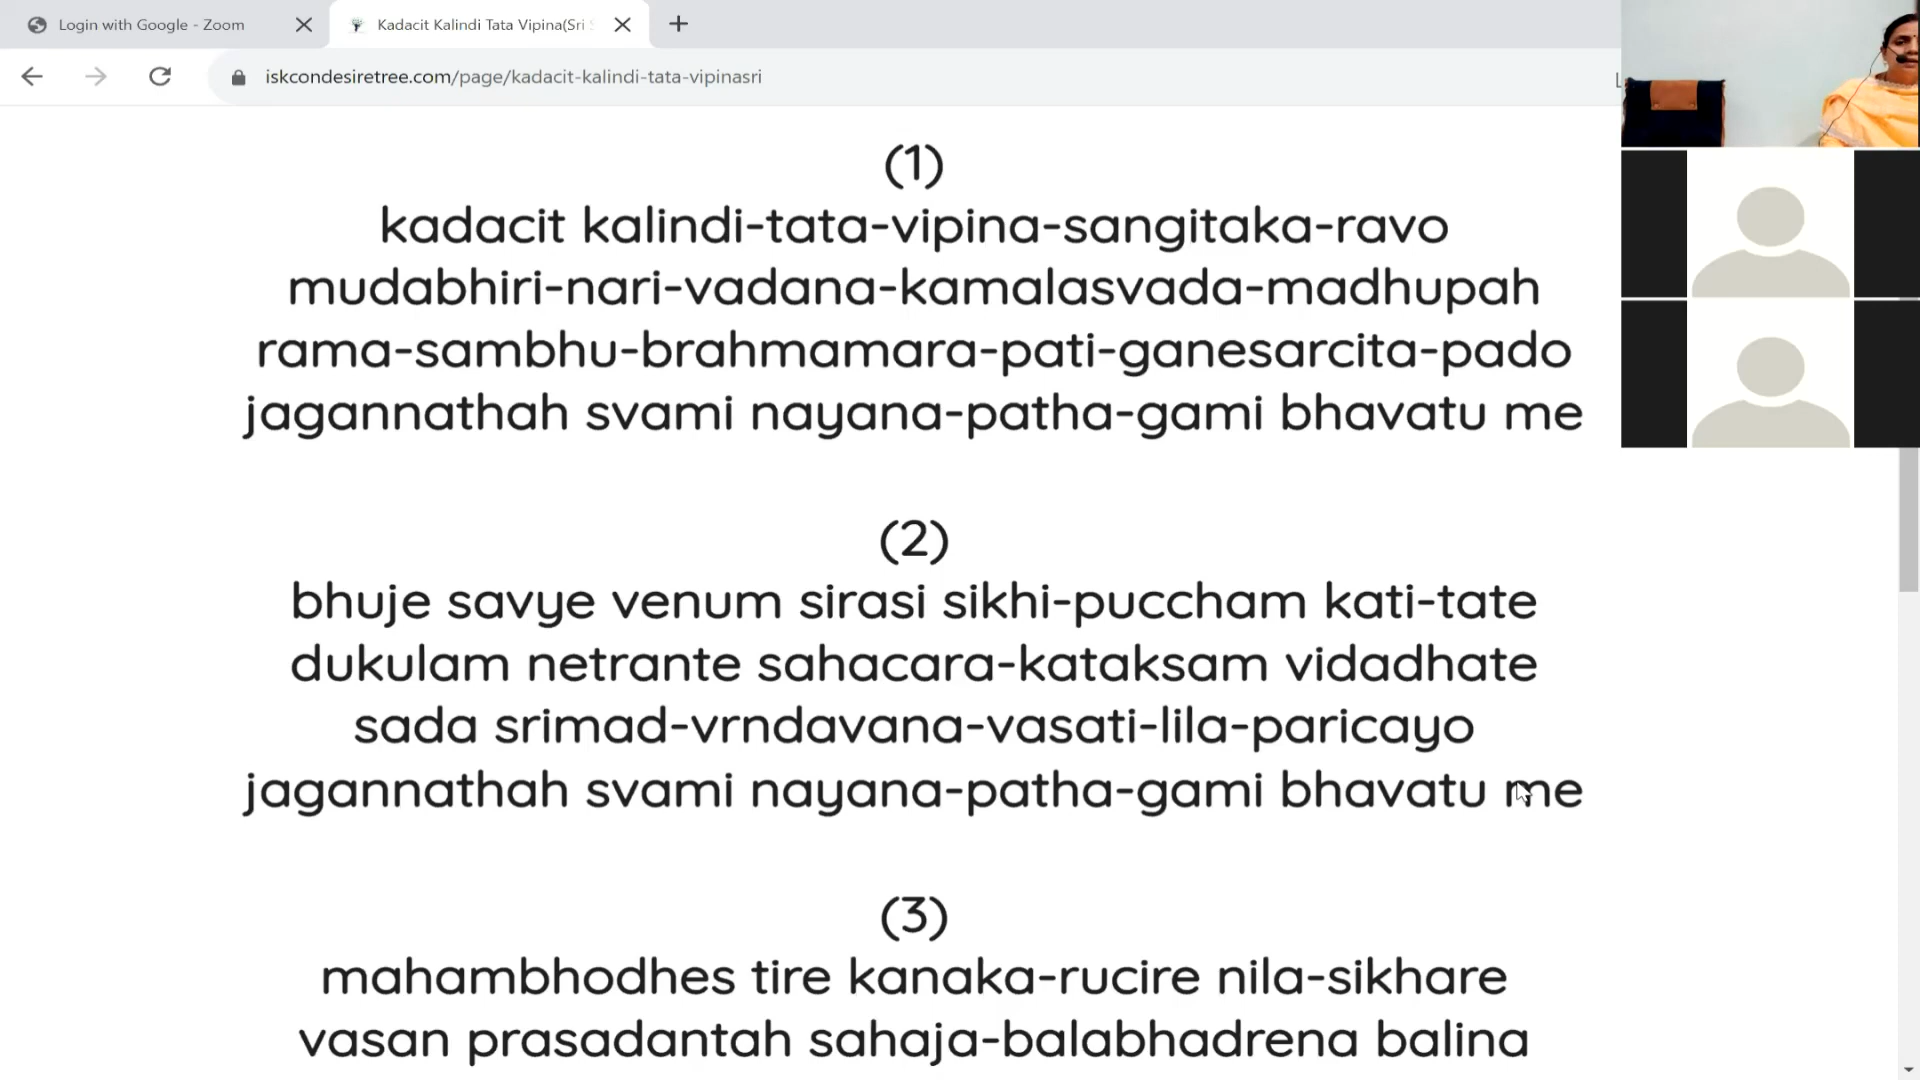 Login with Google - Zoom
Kadacit Kalindi Tata Vipina(Sri
iskcondesiretree.com/page/kadacit-kalindi-tata-vipinasri
(1)
kadacit kalindi-tata-vipina-sangitaka-ravo
mudabhiri-nari-vadana-kamalasvada-madhupah
rama-sambhu-brahmamara-pati-ganesarcita-pado
jagannathah svami nayana-patha-gami bhavatu me
(2)
bhuje savye venum sirasi sikhi-puccham kati-tate
dukulam netrante sahacara-kataksam vidadhate
sada srimad-vrndavana-vasati-lila-paricayo
jagannathah svami nayana-patha-gami bhavatu me
(3)
mahambhodhes tire kanaka-rucire nila-sikhare
vasan prasadantah sahaja-balabhadrena balina